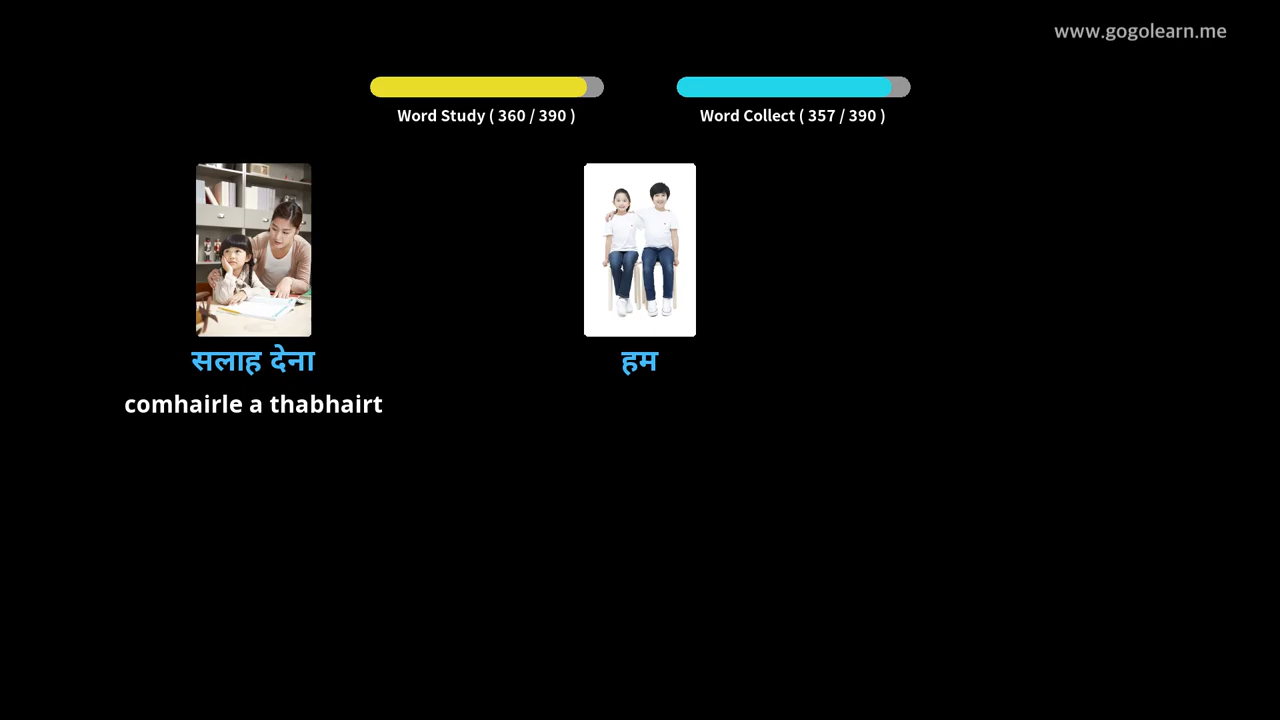 www.gogolearn.me
Word Study ( 360 / 390 )
Word Collect ( 357 / 390 )
सलाह देना
हम
comhairle a thabhairt